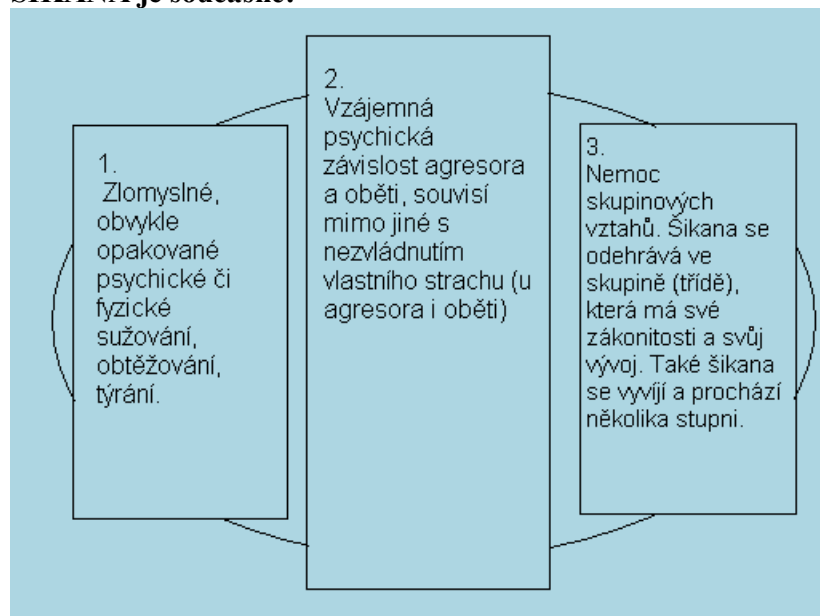 ŠIKANA je současně:
1.
Zlomyslné,
obvykle
opakované
psychické či
fyzické
sužování,
obtěžování,
týrání.
2.
Vzájemná
psychická
závislost agresora
a oběti, souvisí
mimo jiné s
nezvládnutím
vlastního strachu (u
agresora i oběti)
3.
Nemoc
skupinových
vztahů. Šikana se
odehrává ve
skupině (třídě),
která má své
zákonitosti a svůj
vývoj. Také šikana
se vyvíjí a prochází
několika stupni.